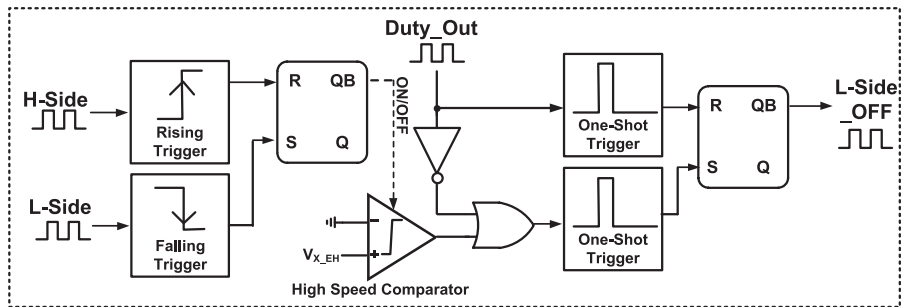 Duty_Out
H-Side
Rising
Trigger
R
QB
S
Q
ON/OFF
L-Side
Falling
Trigger
V_X_EH
High Speed Comparator
One-Shot
Trigger
One-Shot
Trigger
R
QB
S
Q
L-Side
_OFF